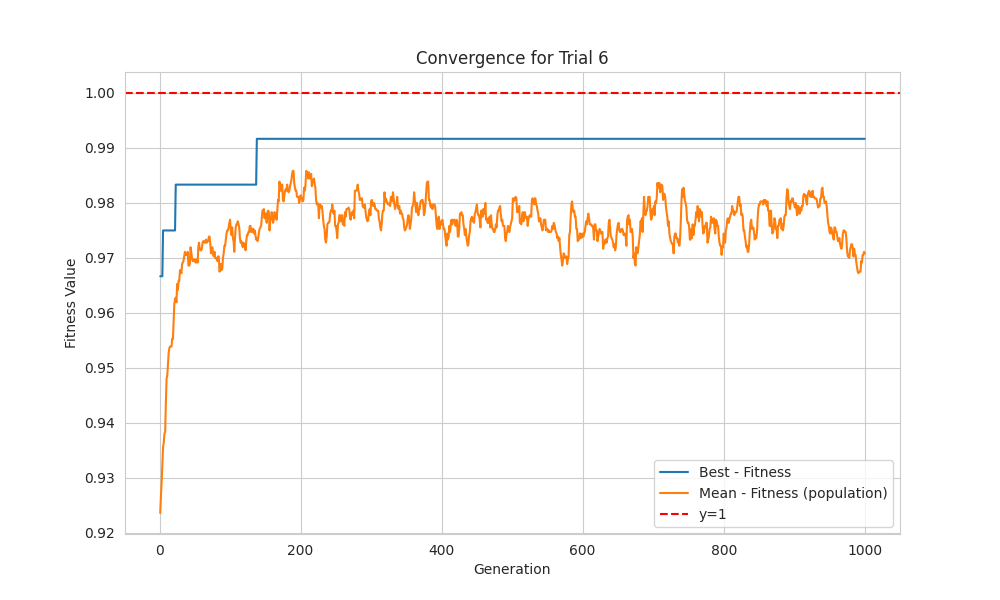 Convergence for Trial 6
Fitness Value
1.00
0.99
0.98
0.97
0.96
0.95
0.94
0.93
0.92
0
200
400
600
800
1000
Generation
Best - Fitness
Mean - Fitness (population)
y=1